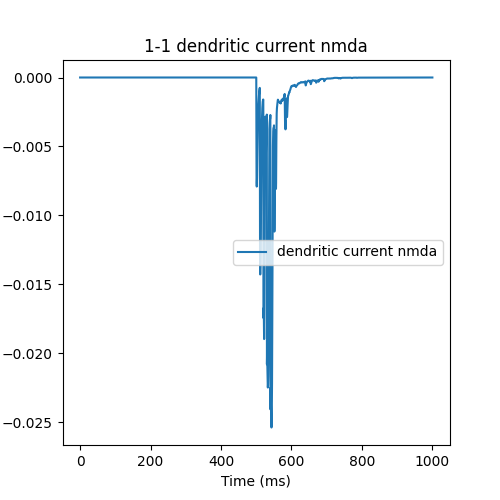 1-1 dendritic current nmda
0.000
−0.005
−0.010
−0.015
−0.020
−0.025
dendritic current nmda
0 200 400 600 800 1000
Time (ms)